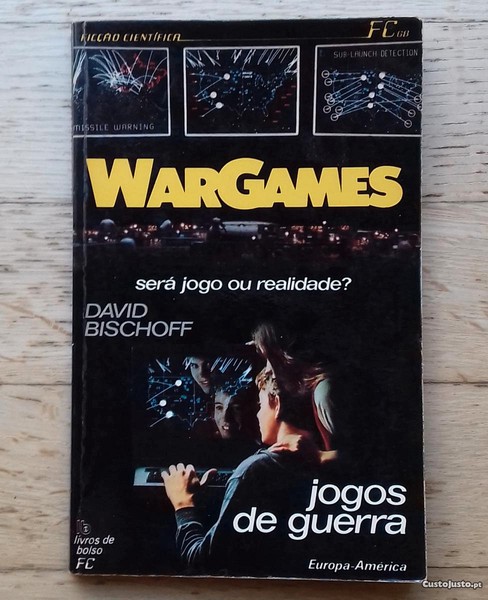 FICÇÃO CIENTÍFICA
FC
MISSILE WARNING
SUB-LAUNCH DETECTION
WARGAMES
será jogo ou realidade?
DAVID
BISCHOFF
jogos
de guerra
livros de
bolso
FC
Europa-América
CustoJusto.pt